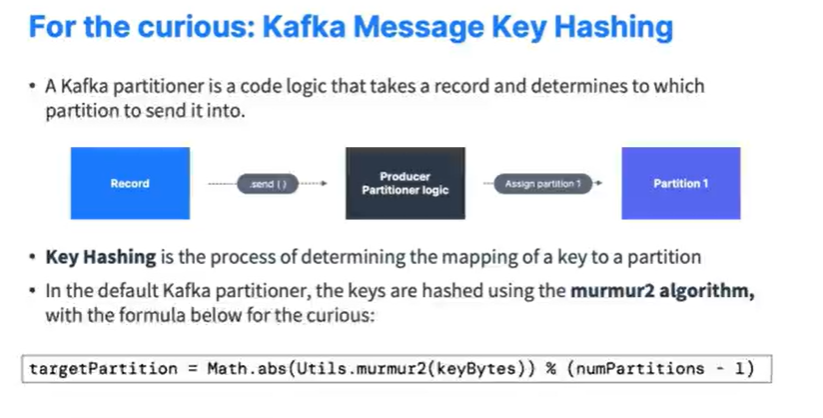 For the curious: Kafka Message Key Hashing
• A Kafka partitioner is a code logic that takes a record and determines to which
partition to send it into.
Record
.send ()
Producer
Partitioner logic
Assign partition 1
Partition 1
• Key Hashing is the process of determining the mapping of a key to a partition
• In the default Kafka partitioner, the keys are hashed using the murmur2 algorithm,
with the formula below for the curious:
targetPartition = Math.abs(Utils.murmur2(keyBytes)) % (numPartitions - 1)